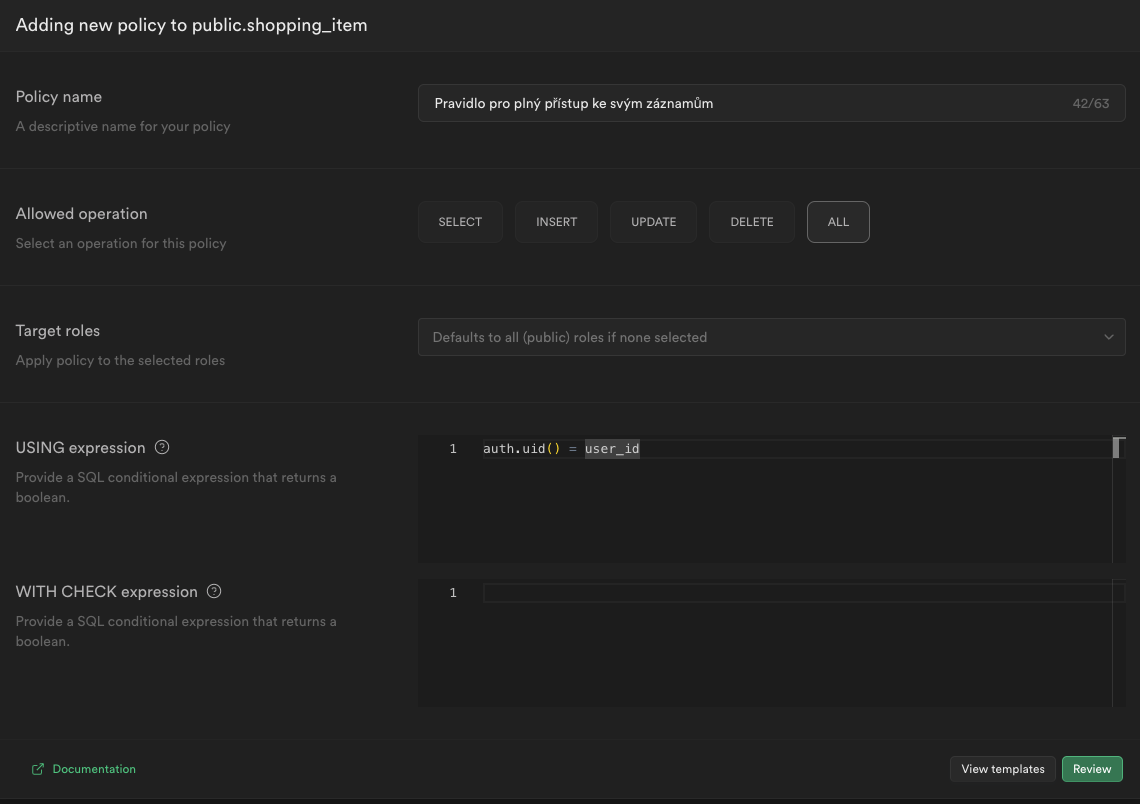 Adding new policy to public.shopping_item
Policy name
A descriptive name for your policy
Pravidlo pro plný přístup ke svým záznamům
42/63
Allowed operation
Select an operation for this policy
SELECT
INSERT
UPDATE
DELETE
ALL
Target roles
Apply policy to the selected roles
Defaults to all (public) roles if none selected
USING expression
Provide a SQL conditional expression that returns a
boolean.
1 auth.uid() = user_id
WITH CHECK expression
Provide a SQL conditional expression that returns a
boolean.
1
Documentation
View templates
Review